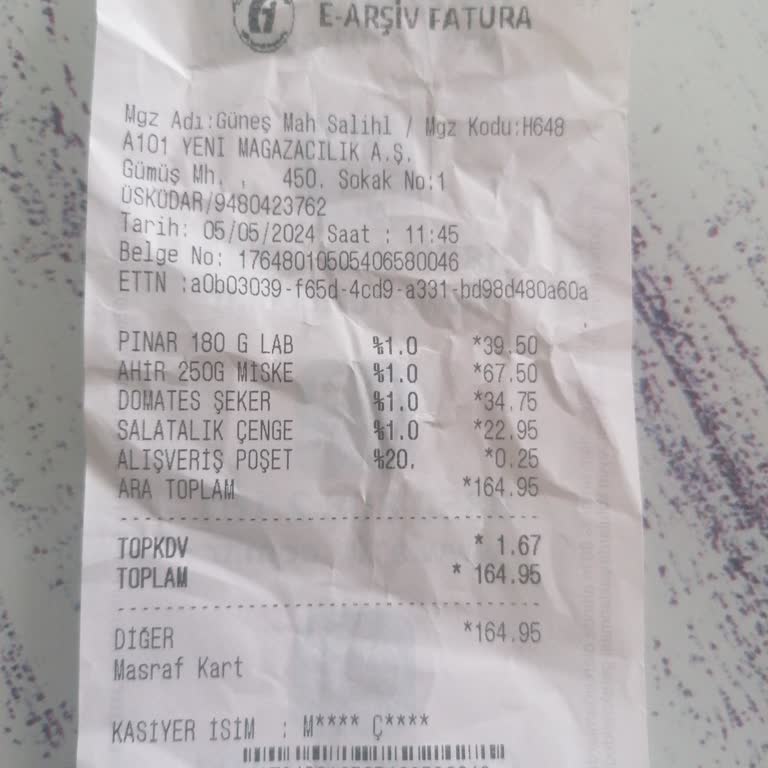 E-ARŞİV FATURA
Mgz Adı:Güneş Mah Salihl / Mgz Kodu:H648
A101 YENİ MAGAZACILIK A.Ş.
Gümüş Mh. , 450. Sokak No:1
ÜSKÜDAR/9480423762
Tarih: 05/05/2024 Saat : 11:45
Belge No: 17648010505406580046
ETTN :a0b03039-f65d-4cd9-a331-bd98d480a60a
PINAR 180 G LAB %1.0 *39.50
AHİR 250G MİSKE %1.0 *67.50
DOMATES ŞEKER %1.0 *34.75
SALATALIK ÇENGE %1.0 *22.95
ALIŞVERİŞ POŞET %20. *0.25
ARA TOPLAM *164.95
TOPKDV * 1.67
TOPLAM * 164.95
DİĞER *164.95
Masraf Kart
KASİYER İSİM : M**** Ç****